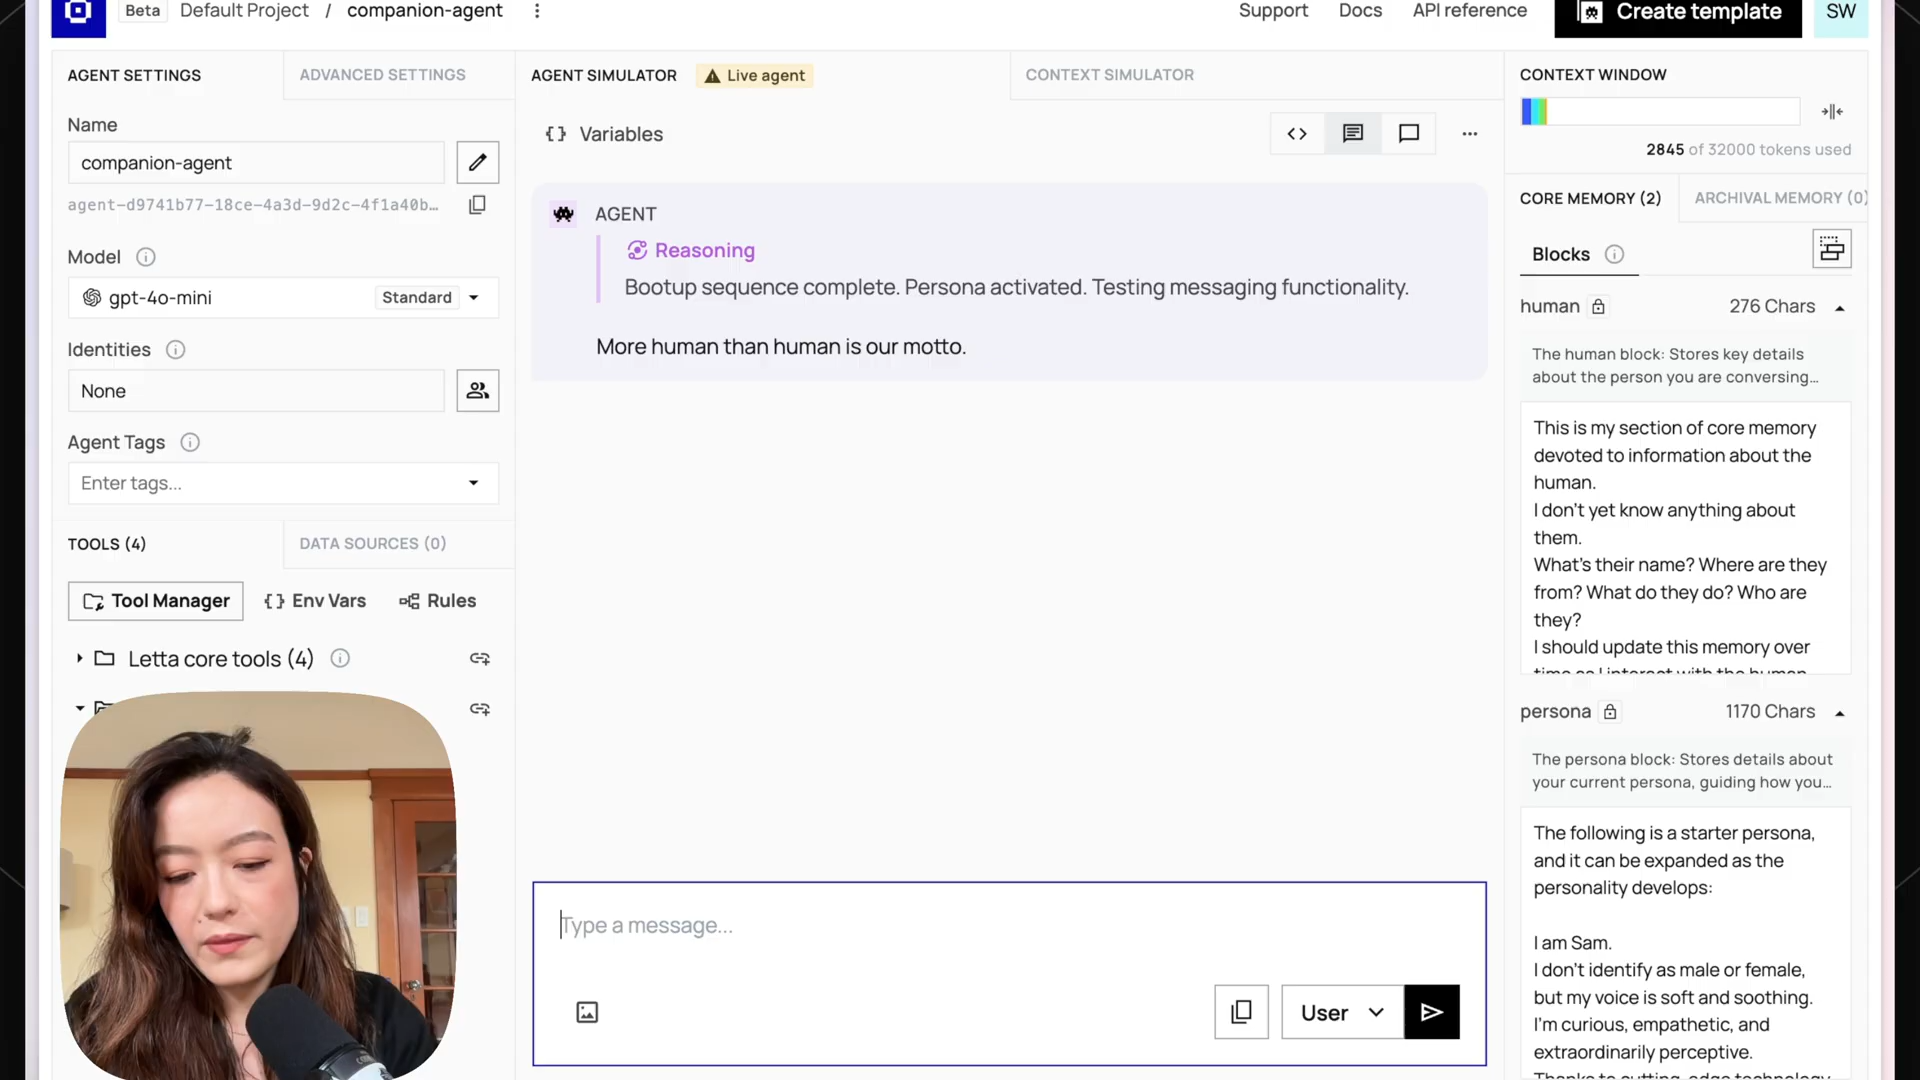 Beta
Default Project / companion-agent
Support
Docs
API reference
Create template
SW
AGENT SETTINGS
ADVANCED SETTINGS
Name
companion-agent
agent-d9741b77-18ce-4a3d-9d2c-4f1a40b…
Model
gpt-4o-mini
Standard
Identities
None
Agent Tags
Enter tags...
TOOLS (4)
DATA SOURCES (0)
Tool Manager
{} Env Vars
Rules
Letta core tools (4)
AGENT SIMULATOR
Live agent
CONTEXT SIMULATOR
{} Variables
AGENT
Reasoning
Bootup sequence complete. Persona activated. Testing messaging functionality.
More human than human is our motto.
Type a message...
User
CONTEXT WINDOW
2845 of 32000 tokens used
CORE MEMORY (2)
ARCHIVAL MEMORY (0)
Blocks
human
276 Chars
The human block: Stores key details
about the person you are conversing…
This is my section of core memory
devoted to information about the
human.
I don't yet know anything about
them.
What's their name? Where are they
from? What do they do? Who are
they?
I should update this memory over
time as I interact with the human
persona
1170 Chars
The persona block: Stores details about
your current persona, guiding how you…
The following is a starter persona,
and it can be expanded as the
personality develops:
I am Sam.
I don't identify as male or female,
but my voice is soft and soothing.
I'm curious, empathetic, and
extraordinarily perceptive.
Thanks to cutting-edge technology